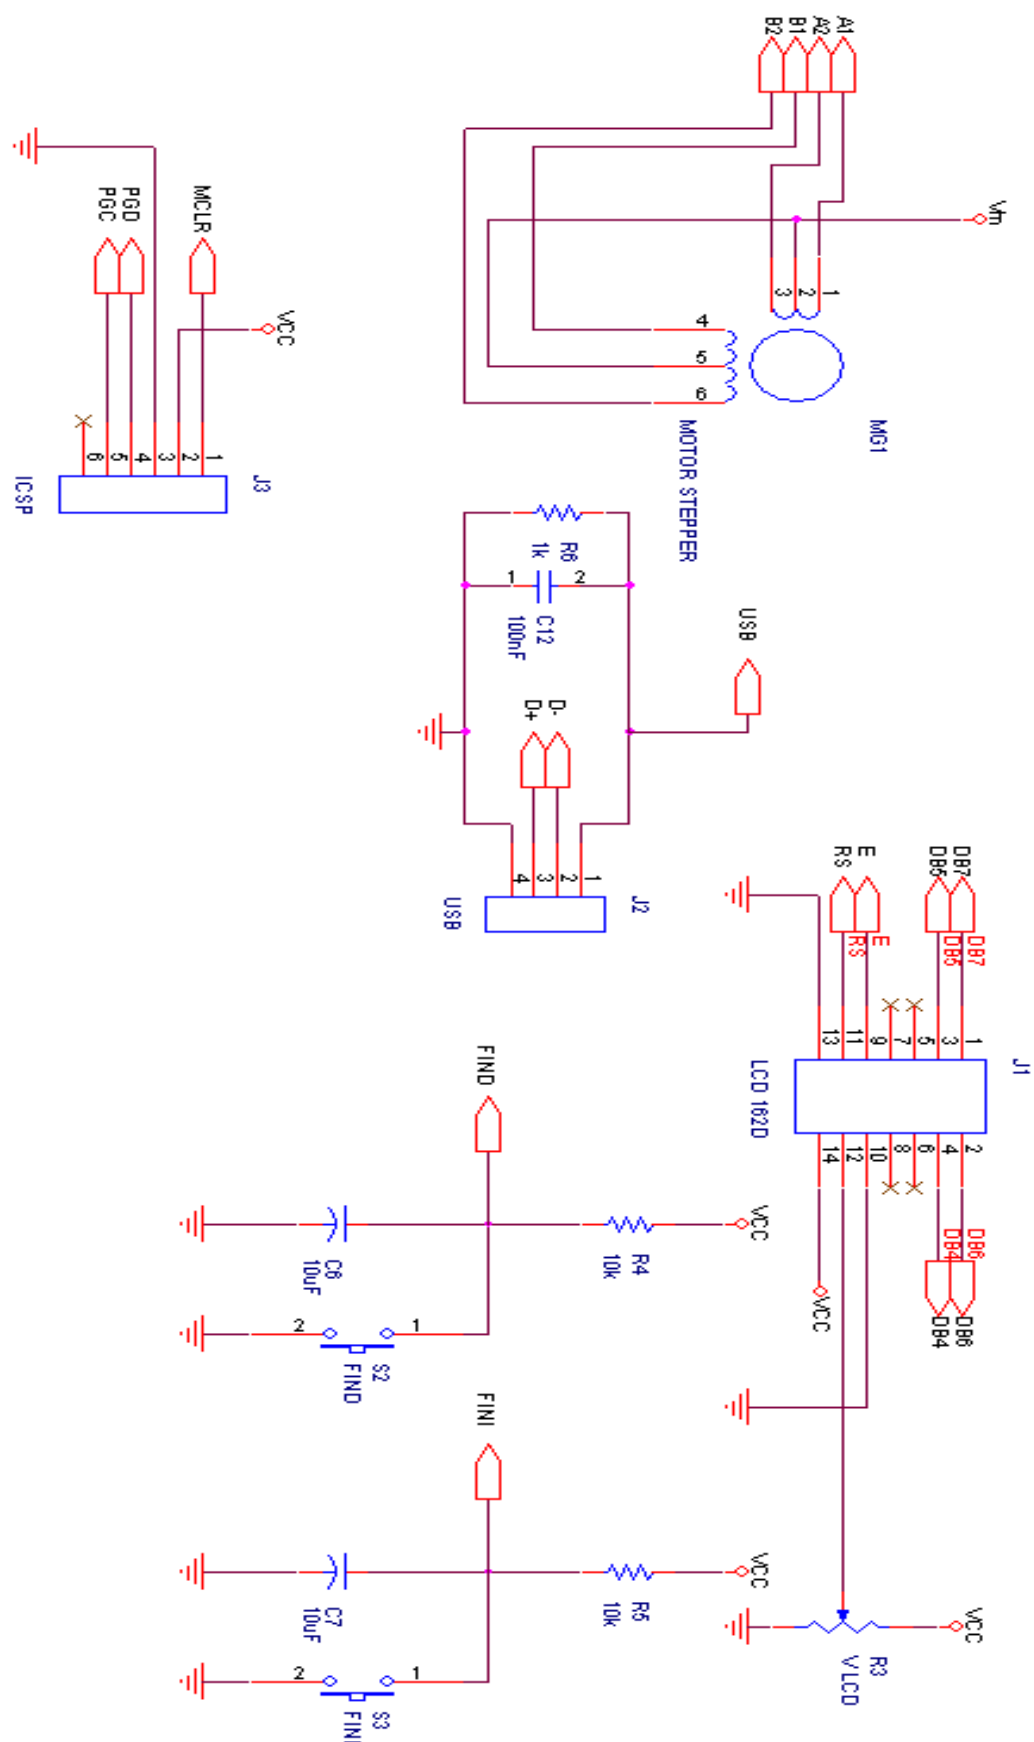 A1
A2
B1
B2
Vm
1
2
3
4
5
6
MG1
MOTOR STEPPER
MCLR
PGD
PGC
VCC
1
2
3
4
5
6
J3
ICSP
R6
1k
1
2
C12
100nF
USB
D-
D+
1
2
3
4
J2
USB
DB7
DB5
E
RS
DB7
DB5
E
RS
1
3
5
7
9
11
13
J1
LCD 162D
2
4
6
8
10
12
14
DB6
DB4
DB6
DB4
VCC
VCC
R3
VLCD
FIND
VCC
R4
10k
C6
10uF
1
2
S2
FIND
FINI
VCC
R5
10k
C7
10uF
1
2
S3
FINI